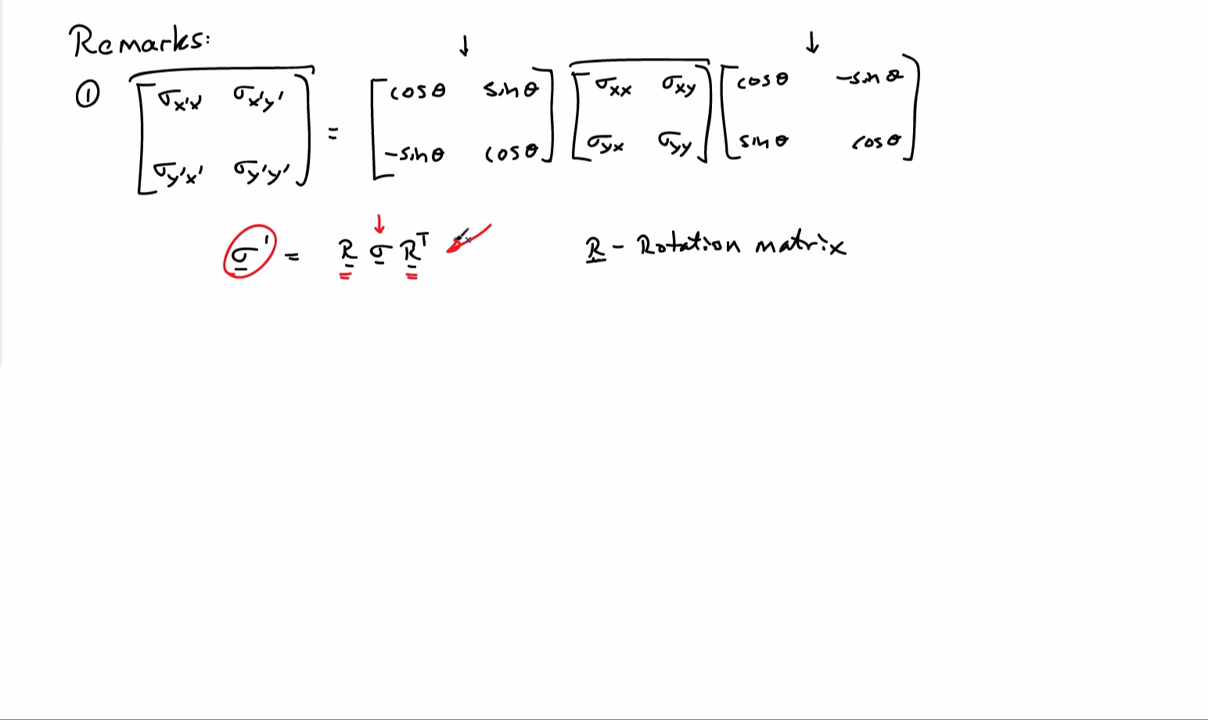 Remarks:
① [σx'x' σx'y' ; σy'x' σy'y'] = [cosθ sinθ ; -sinθ cosθ] [σxx σxy ; σyx σyy] [cosθ -sinθ ; sinθ cosθ]
σ' = R σ Rᵀ R - Rotation matrix